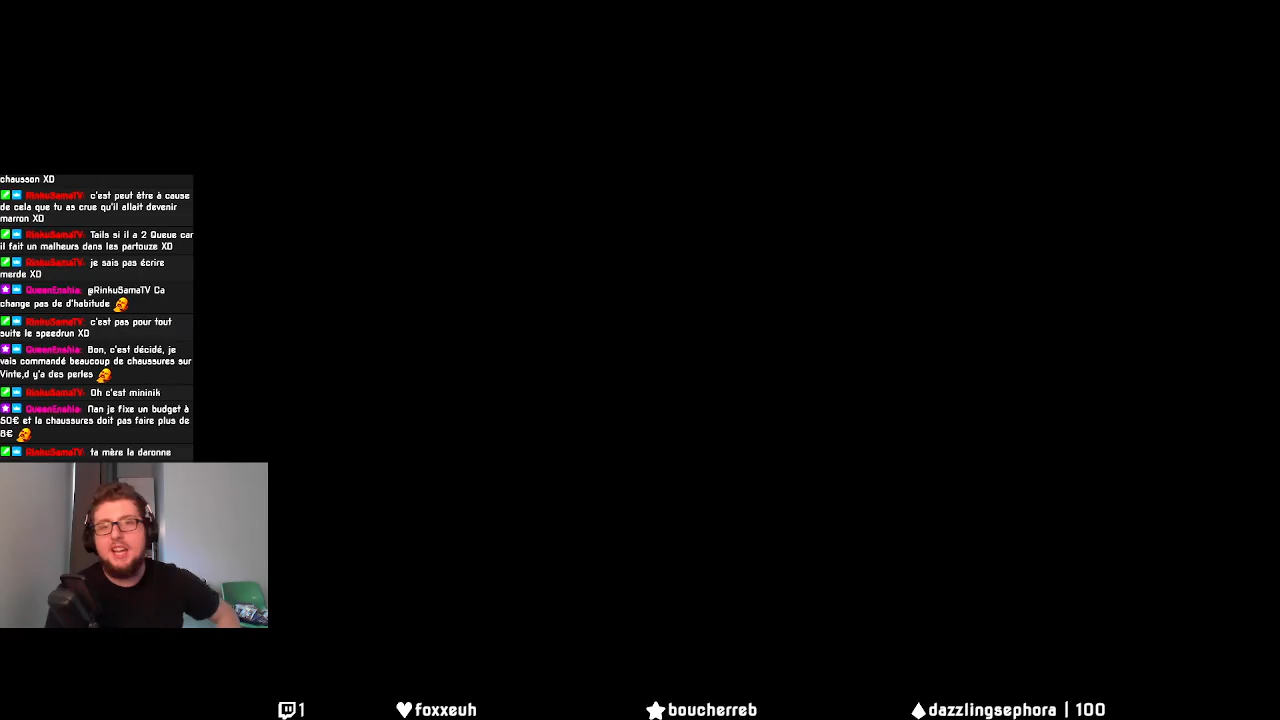 chausson XD
RinkuSamaTV: c'est peut être à cause
de cela que tu as crue qu'il allait devenir
marron XD
RinkuSamaTV: Tails si il a 2 Queue car
il fait un malheurs dans les partouze XD
RinkuSamaTV: je sais pas écrire
merde XD
QueenEnshia: @RinkuSamaTV Ca
change pas de d'habitude
RinkuSamaTV: c'est pas pour tout
suite le speedrun XD
QueenEnshia: Bon, c'est décidé, je
vais commandé beaucoup de chaussures sur
Vinte,d y'a des perles
RinkuSamaTV: Oh c'est mininik
QueenEnshia: Nan je fixe un budget à
50€ et la chaussures doit pas faire plus de
8€
RinkuSamaTV: ta mère la daronne
1 foxxeuh boucherreb dazzlingsephora | 100